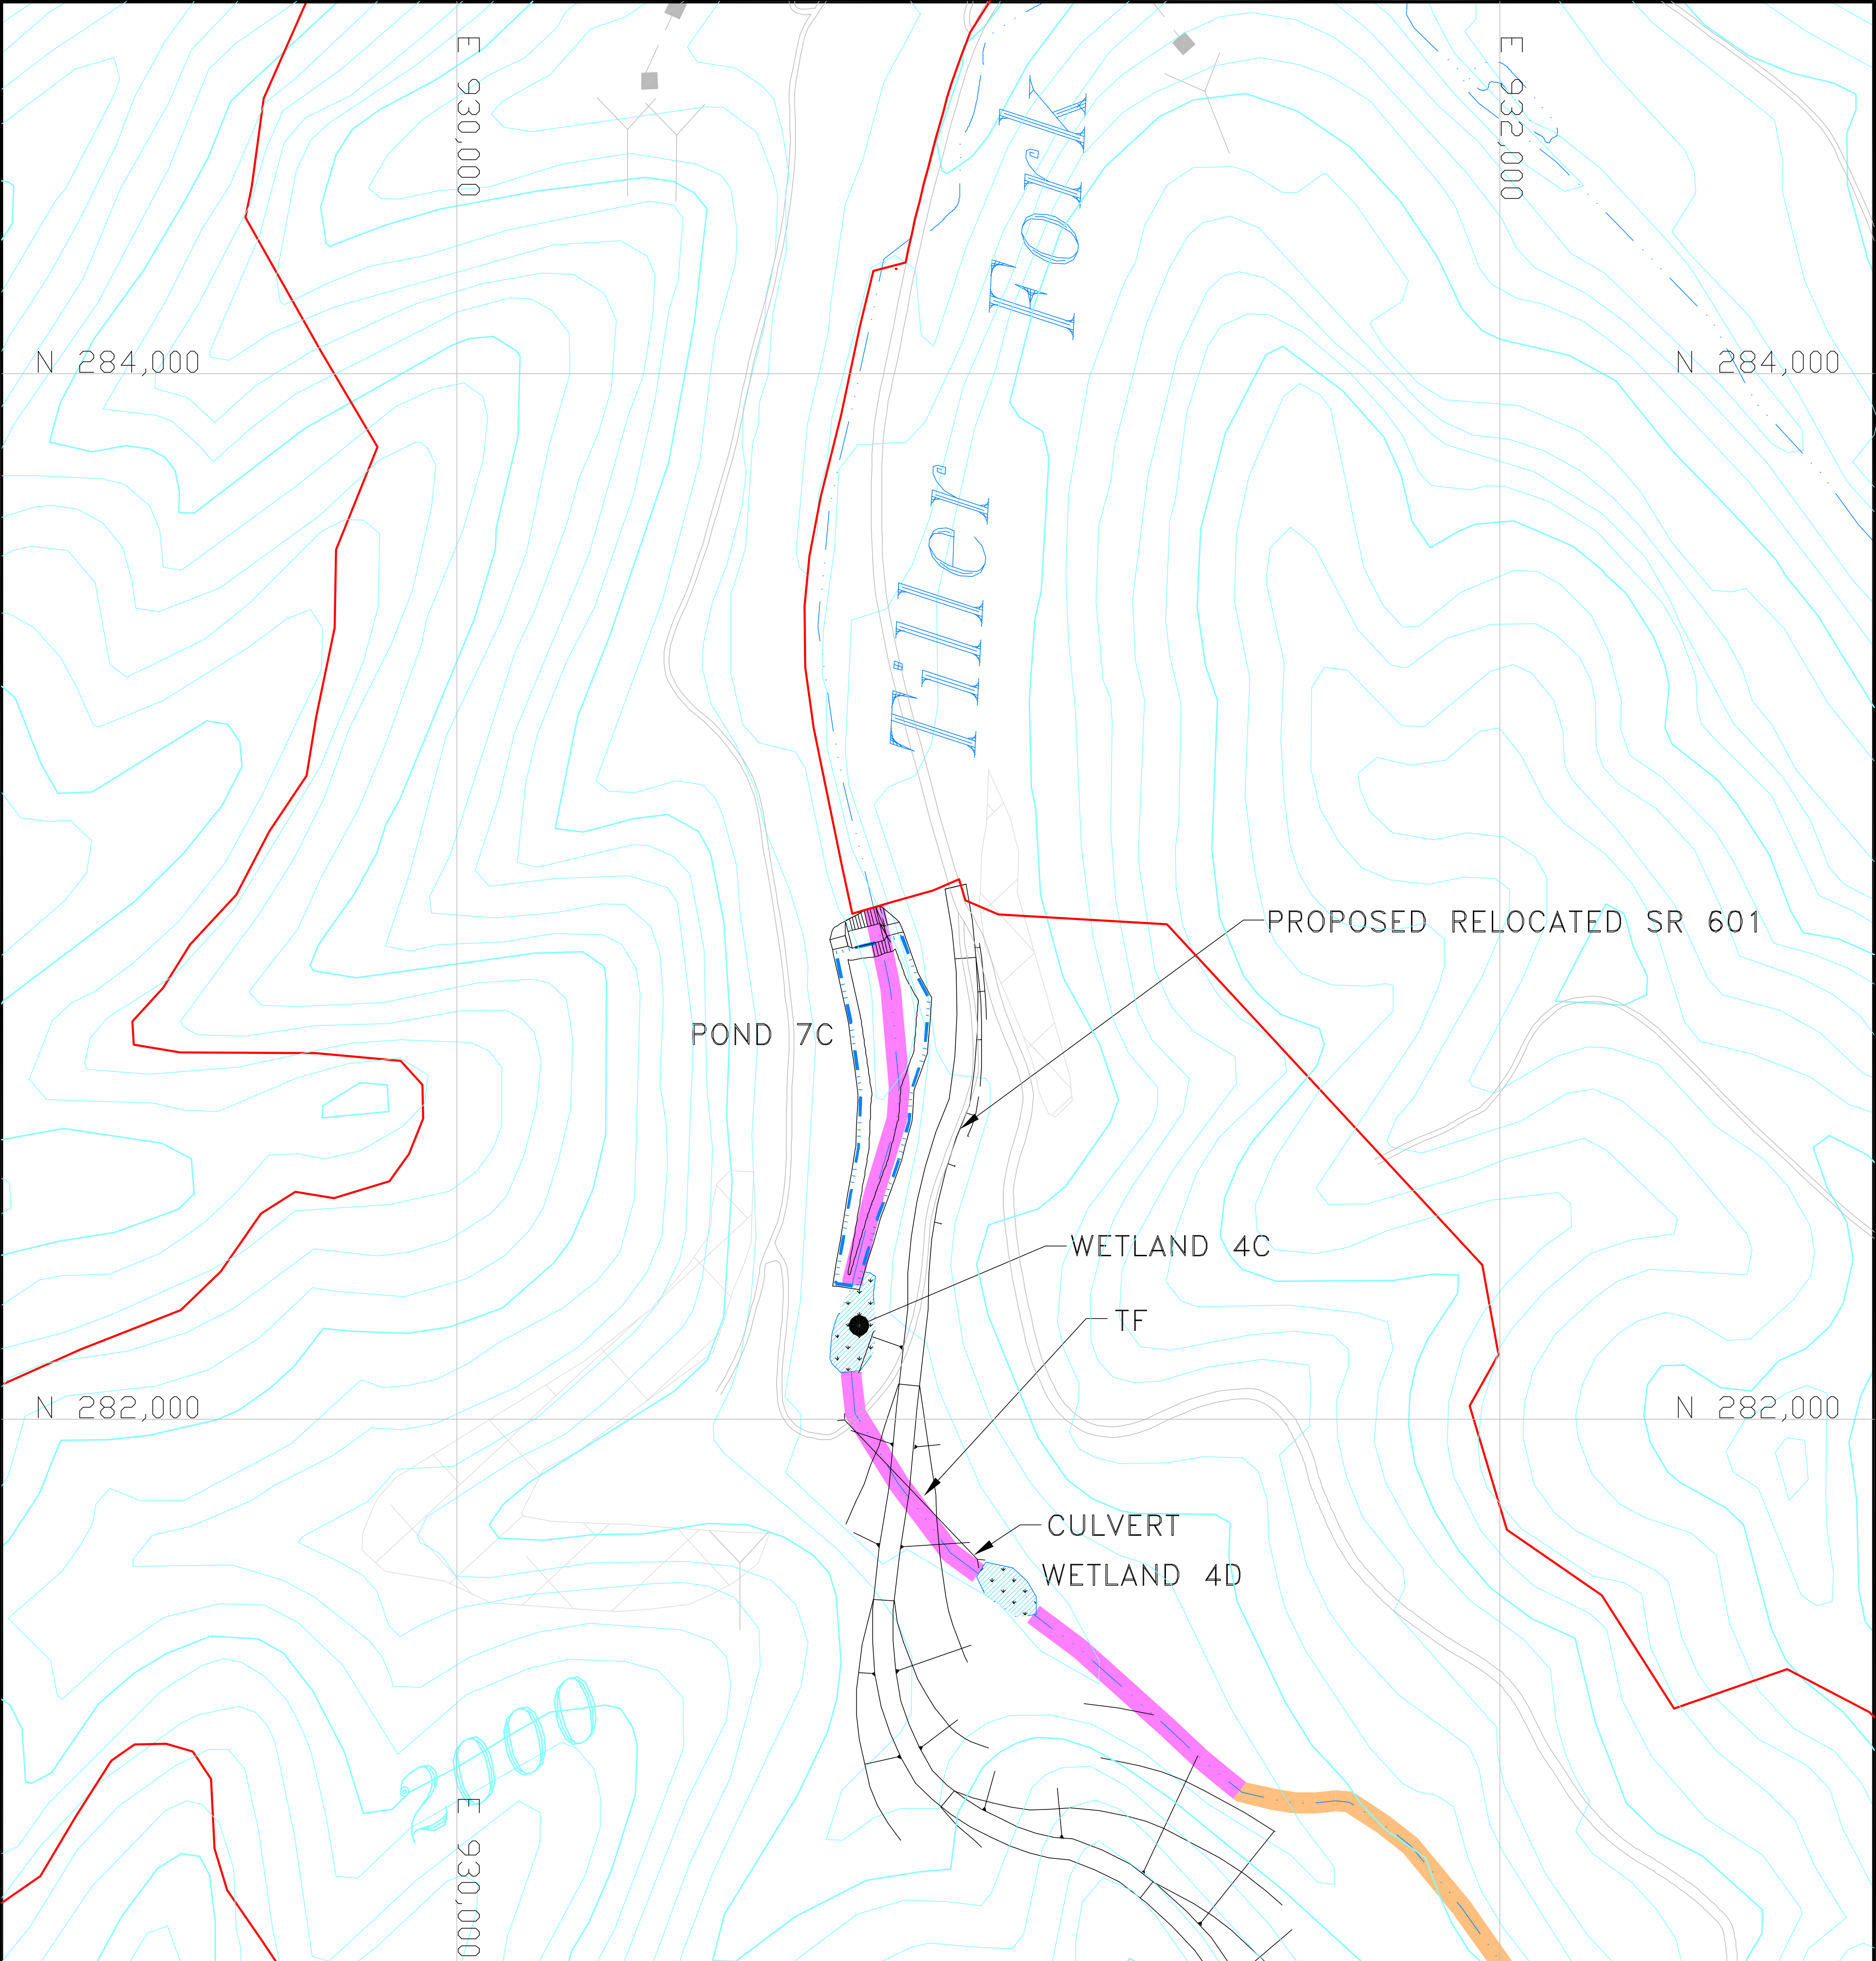 E 930,000
E 932,000
Tiller Fork
N 284,000
N 284,000
PROPOSED RELOCATED SR 601
POND 7C
WETLAND 4C
TF
N 282,000
N 282,000
CULVERT
WETLAND 4D
2000
E 930,000